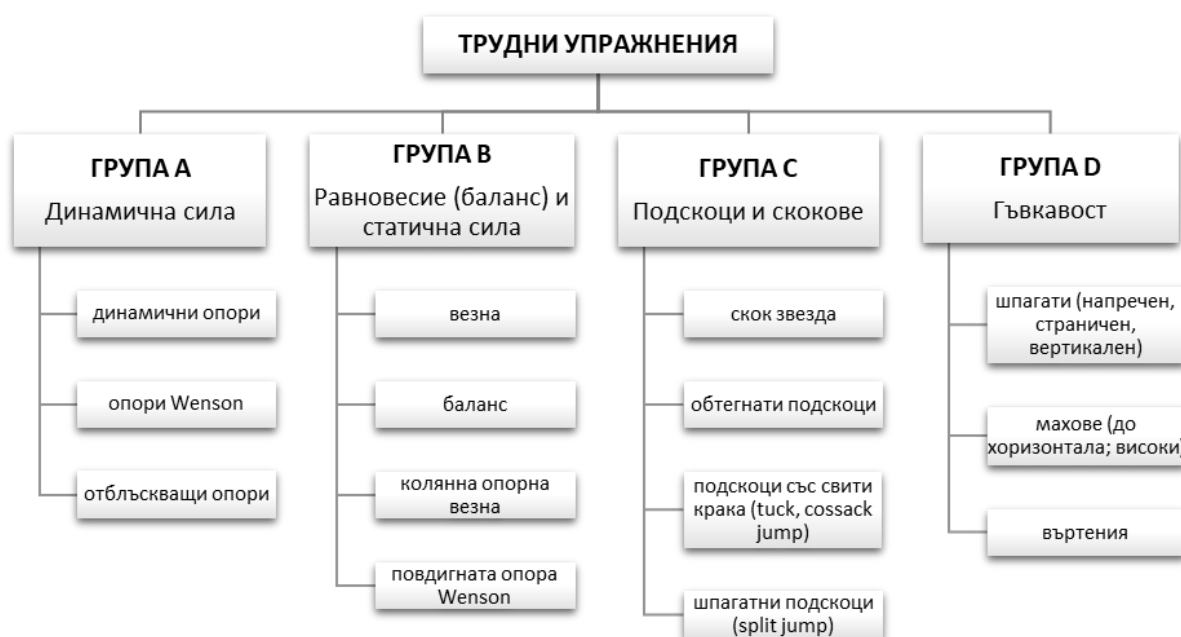 ТРУДНИ УПРАЖНЕНИЯ
ГРУПА А
Динамична сила
динамични опори
опори Wenson
отблъскващи опори
ГРУПА B
Равновесие (баланс) и
статична сила
везна
баланс
колянна опорна
везна
повдигната опора
Wenson
ГРУПА C
Подскоци и скокове
скок звезда
обтегнати подскоци
подскоци със свити
крака (tuck, cossack
jump)
шпагатни подскоци
(split jump)
ГРУПА D
Гъвкавост
шпагати (напречен,
страничен,
вертикален)
махове (до
хоризонтала; високи)
въртения